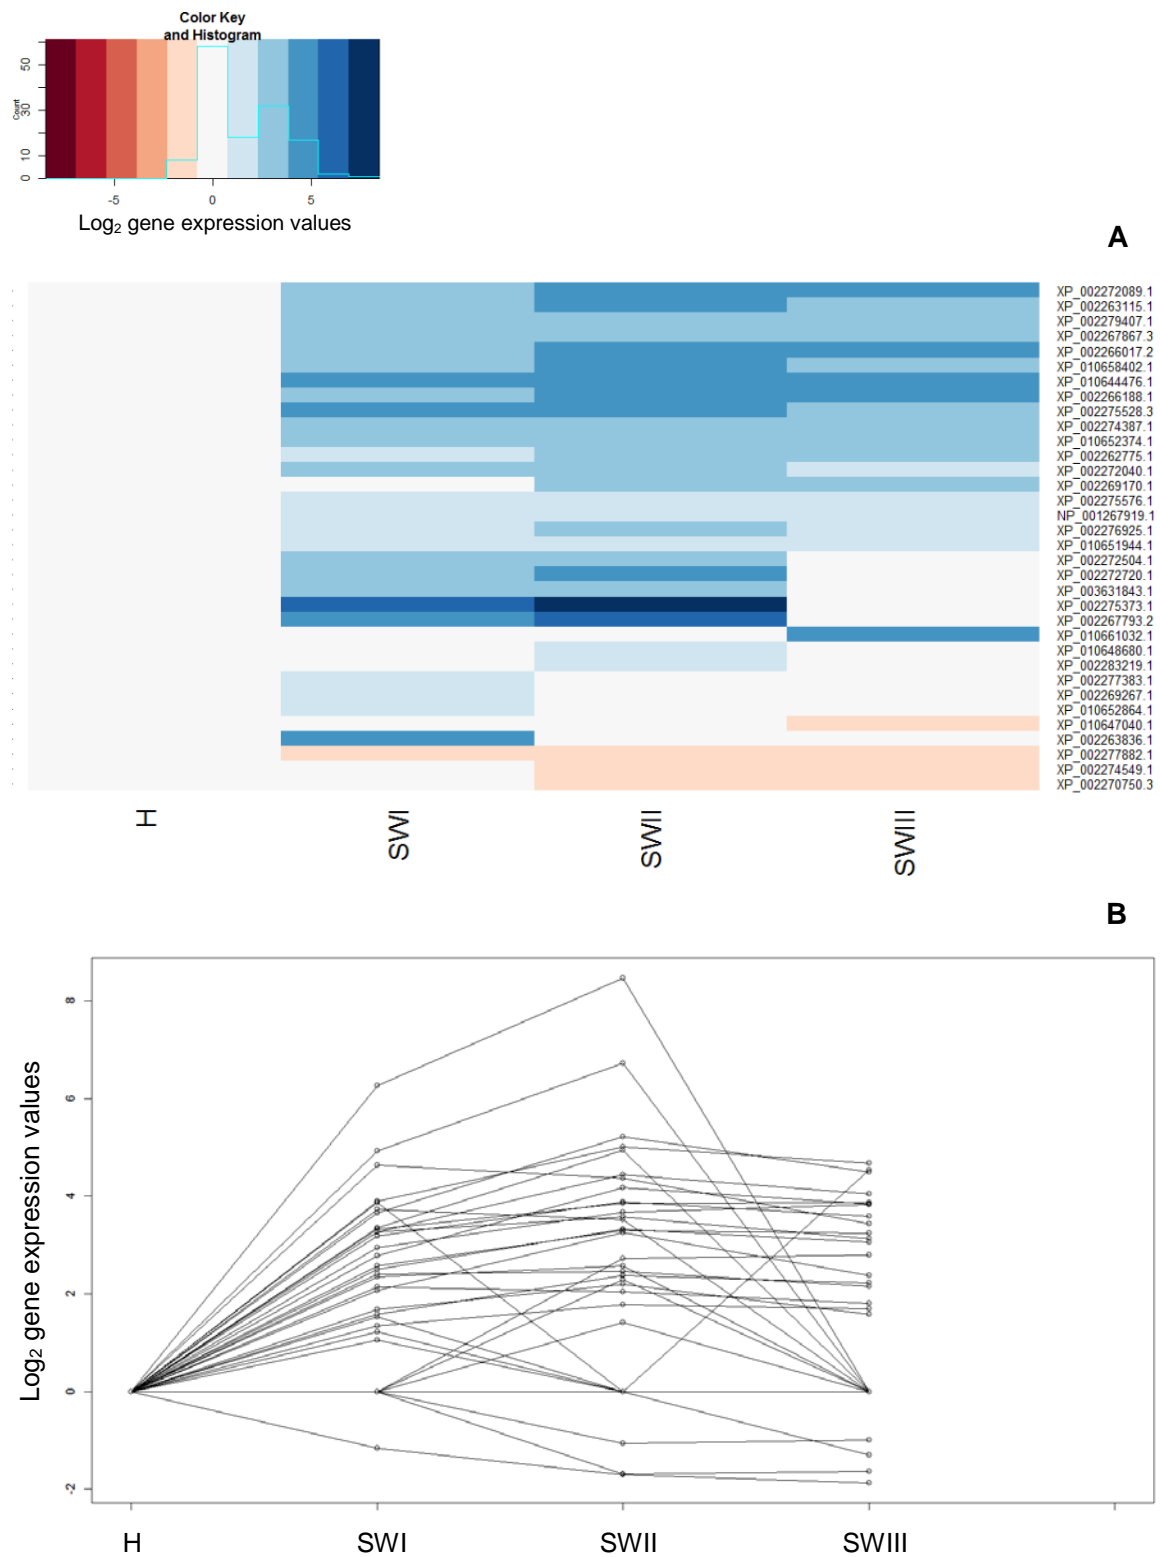 Color Key
and Histogram
Count
0 10 30 50
-5 0 5
Log₂ gene expression values
A
XP_002272089.1
XP_002263115.1
XP_002279407.1
XP_002267867.3
XP_002266017.2
XP_010658402.1
XP_010644476.1
XP_002266188.1
XP_002275528.3
XP_002274387.1
XP_010652374.1
XP_002262775.1
XP_002272040.1
XP_002269170.1
XP_002275576.1
NP_001267919.1
XP_002276925.1
XP_010651944.1
XP_002272504.1
XP_002272720.1
XP_003631843.1
XP_002275373.1
XP_002267793.2
XP_010661032.1
XP_010648680.1
XP_002283219.1
XP_002277383.1
XP_002269267.1
XP_010652864.1
XP_010647040.1
XP_002263836.1
XP_002277882.1
XP_002274549.1
XP_002270750.3
H SWI SWII SWIII
B
Log₂ gene expression values
8
6
4
2
0
-2
H SWI SWII SWIII